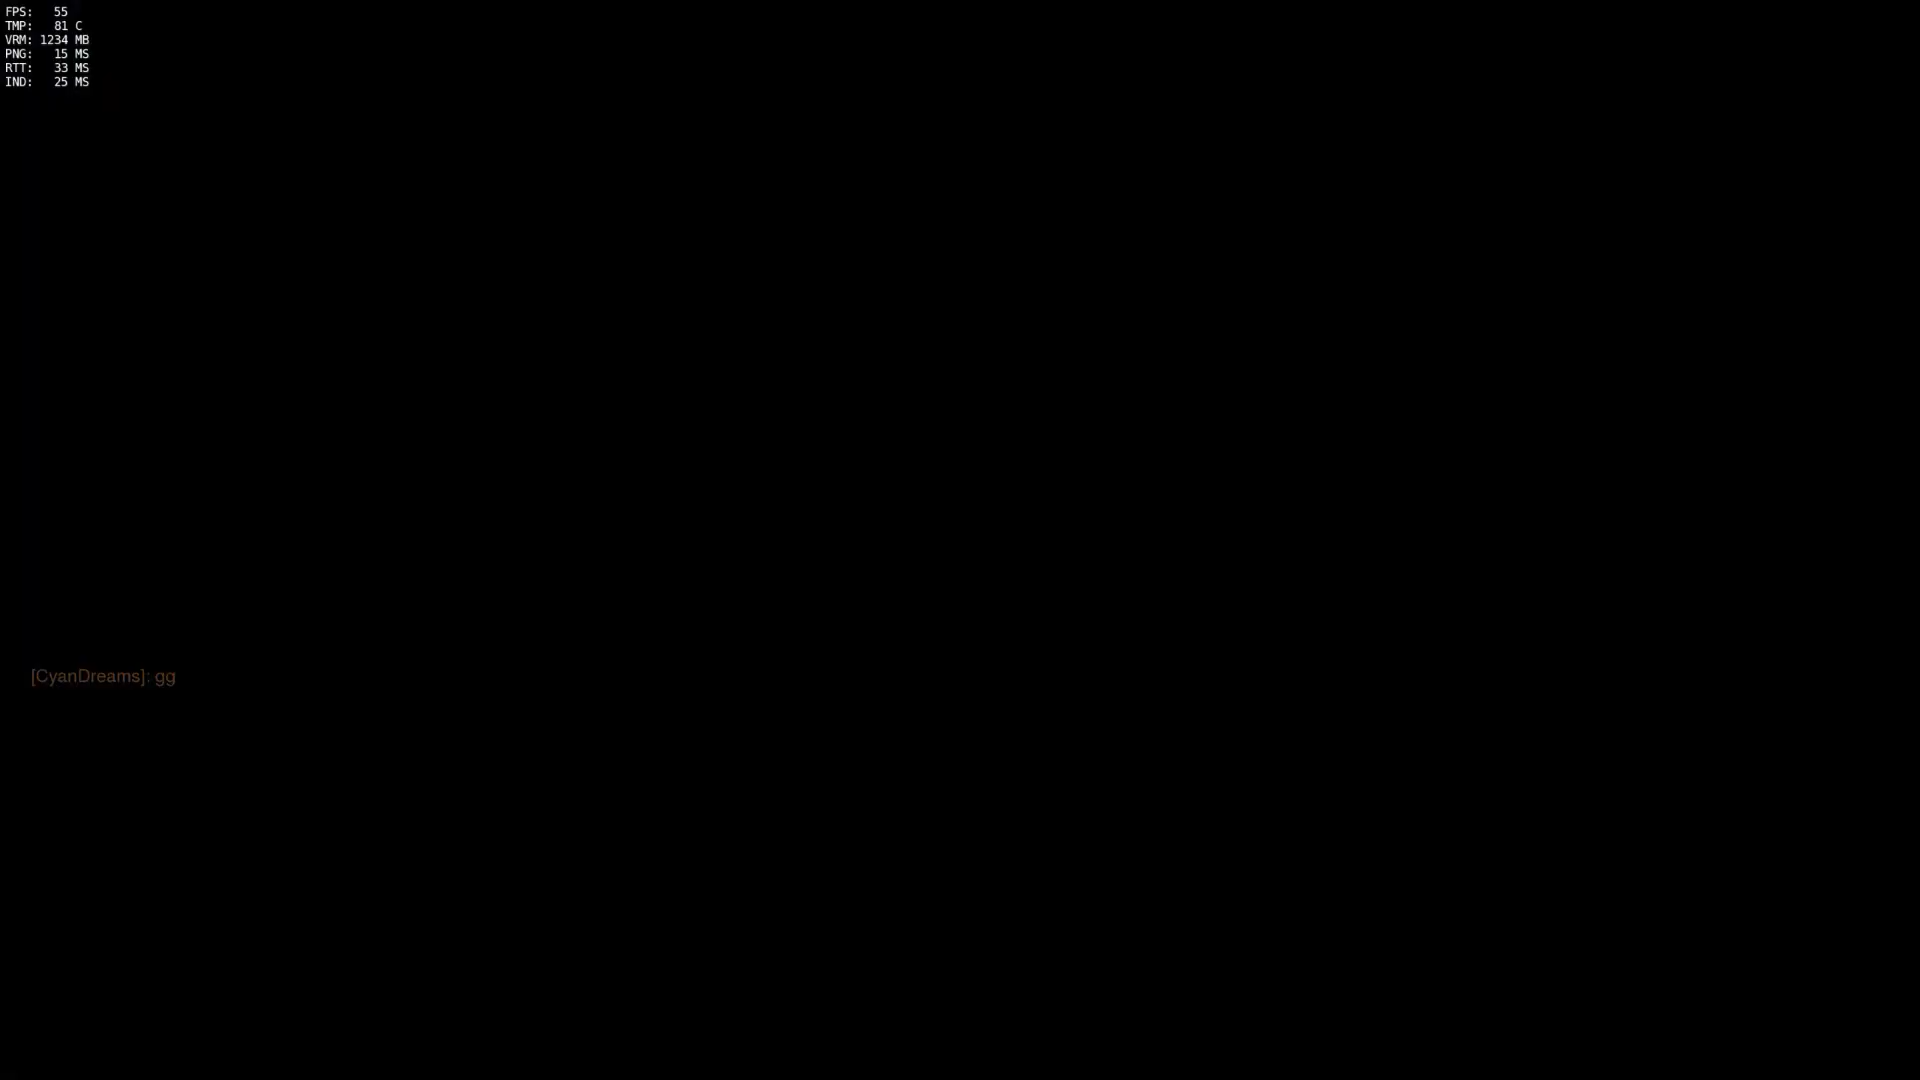 FPS: 55
TMP: 81 C
VRM: 1234 MB
PNG: 15 MS
RTT: 33 MS
IND: 25 MS
[CyanDreams]: gg